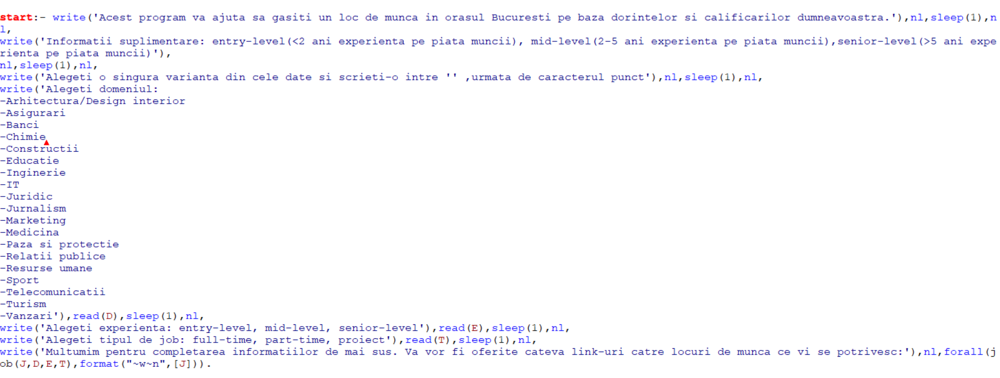 start:- write('Acest program va ajuta sa gasiti un loc de munca in orasul Bucuresti pe baza dorintelor si calificarilor dumneavoastra.'),nl,sleep(1),n
l,
write('Informatii suplimentare: entry-level(<2 ani experienta pe piata muncii), mid-level(2-5 ani experienta pe piata muncii),senior-level(>5 ani expe
rienta pe piata muncii)'),
nl,sleep(1),nl,
write('Alegeti o singura varianta din cele date si scrieti-o intre '' ,urmata de caracterul punct'),nl,sleep(1),nl,
write('Alegeti domeniul:
-Arhitectura/Design interior
-Asigurari
-Banci
-Chimie
-Constructii
-Educatie
-Inginerie
-IT
-Juridic
-Jurnalism
-Marketing
-Medicina
-Paza si protectie
-Relatii publice
-Resurse umane
-Sport
-Telecomunicatii
-Turism
-Vanzari'),read(D),sleep(1),nl,
write('Alegeti experienta: entry-level, mid-level, senior-level'),read(E),sleep(1),nl,
write('Alegeti tipul de job: full-time, part-time, proiect'),read(T),sleep(1),nl,
write('Multumim pentru completarea informatiilor de mai sus. Va vor fi oferite cateva link-uri catre locuri de munca ce vi se potrivesc:'),nl,forall(j
ob(J,D,E,T),format("~w~n",[J])).